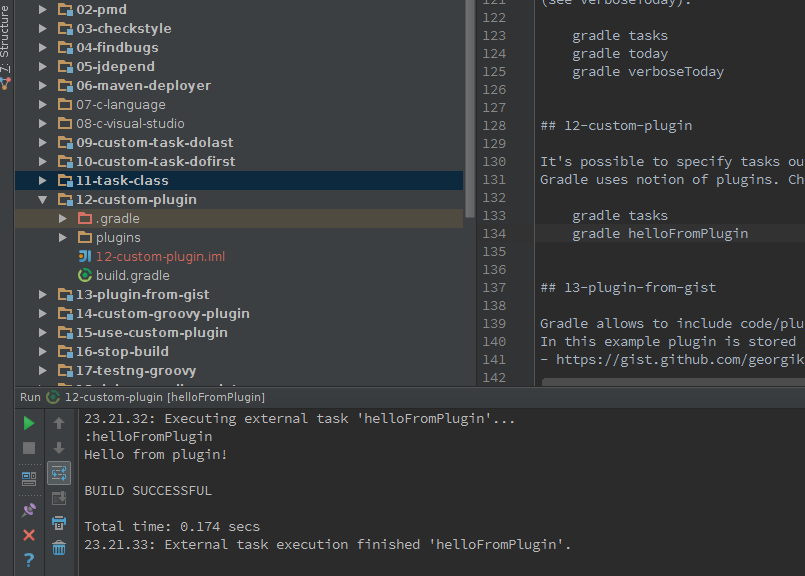 Z: Structure
02-pmd
03-checkstyle
04-findbugs
05-jdepend
06-maven-deployer
07-c-language
08-c-visual-studio
09-custom-task-dolast
10-custom-task-dofirst
11-task-class
12-custom-plugin
.gradle
plugins
12-custom-plugin.iml
build.gradle
13-plugin-from-gist
14-custom-groovy-plugin
15-use-custom-plugin
16-stop-build
17-testng-groovy
121 (see verboseToday).
122
123 gradle tasks
124 gradle today
125 gradle verboseToday
126
127
128 ## 12-custom-plugin
129
130 It's possible to specify tasks ou
131 Gradle uses notion of plugins. Ch
132
133 gradle tasks
134 gradle helloFromPlugin
135
136
137 ## 13-plugin-from-gist
138
139 Gradle allows to include code/plu
140 In this example plugin is stored
141 - https://gist.github.com/georgik
142
Run 12-custom-plugin [helloFromPlugin]
23.21.32: Executing external task 'helloFromPlugin'...
:helloFromPlugin
Hello from plugin!
BUILD SUCCESSFUL
Total time: 0.174 secs
23.21.33: External task execution finished 'helloFromPlugin'.